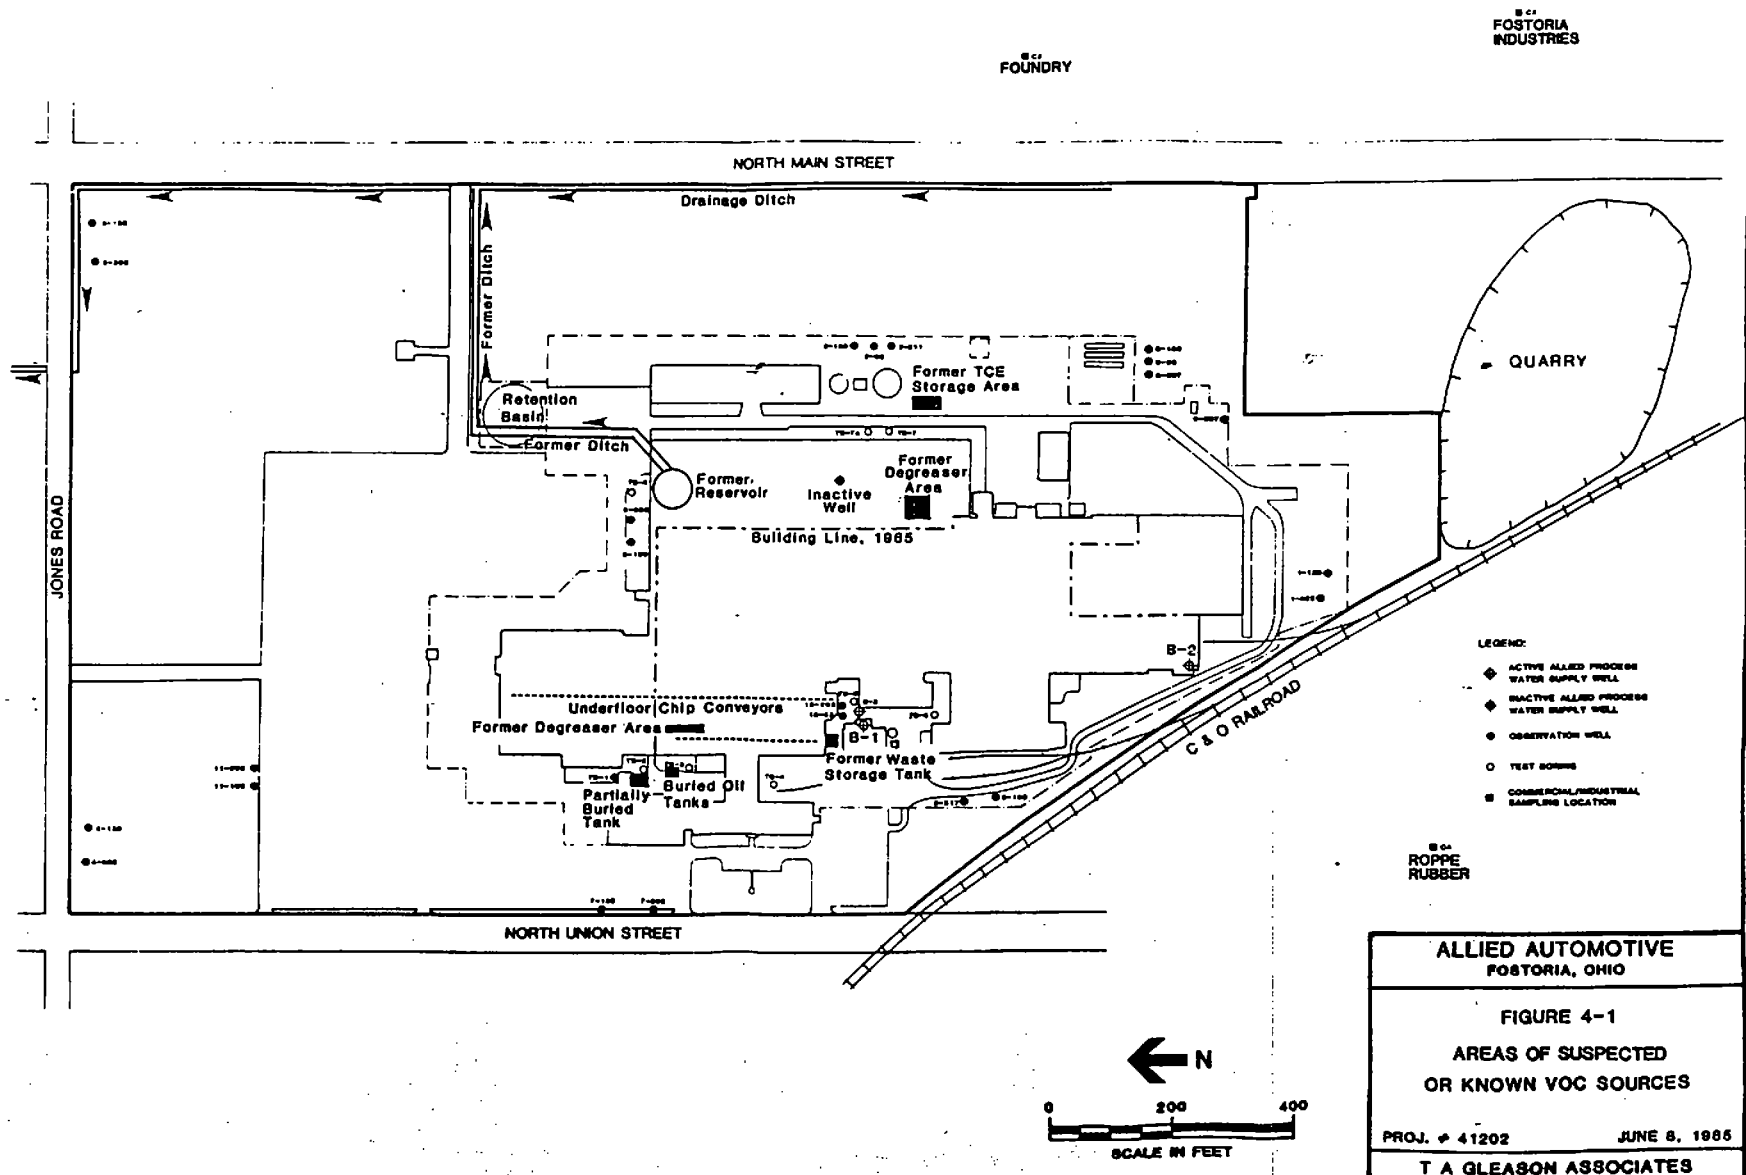 FOSTORIA
INDUSTRIES
FOUNDRY
NORTH MAIN STREET
Drainage Ditch
Former Ditch
Former TCE
Storage Area
QUARRY
Retention
Basin
Former Ditch
Former
Reservoir
Inactive
Well
Former
Degreaser
Area
Building Line, 1965
JONES ROAD
B-2
Underfloor Chip Conveyors
Former Degreaser Area
B-1
Former Waste
Storage Tank
Partially
Buried
Tank
Buried Oil
Tanks
C & O RAILROAD
LEGEND:
ACTIVE ALLIED PROCESS
WATER SUPPLY WELL
INACTIVE ALLIED PROCESS
WATER SUPPLY WELL
OBSERVATION WELL
TEST BORING
COMMERCIAL/INDUSTRIAL
SAMPLING LOCATION
ROPPE
RUBBER
NORTH UNION STREET
N
0 200 400
SCALE IN FEET
ALLIED AUTOMOTIVE
FOSTORIA, OHIO
FIGURE 4-1
AREAS OF SUSPECTED
OR KNOWN VOC SOURCES
PROJ. # 41202 JUNE 8, 1985
T A GLEASON ASSOCIATES